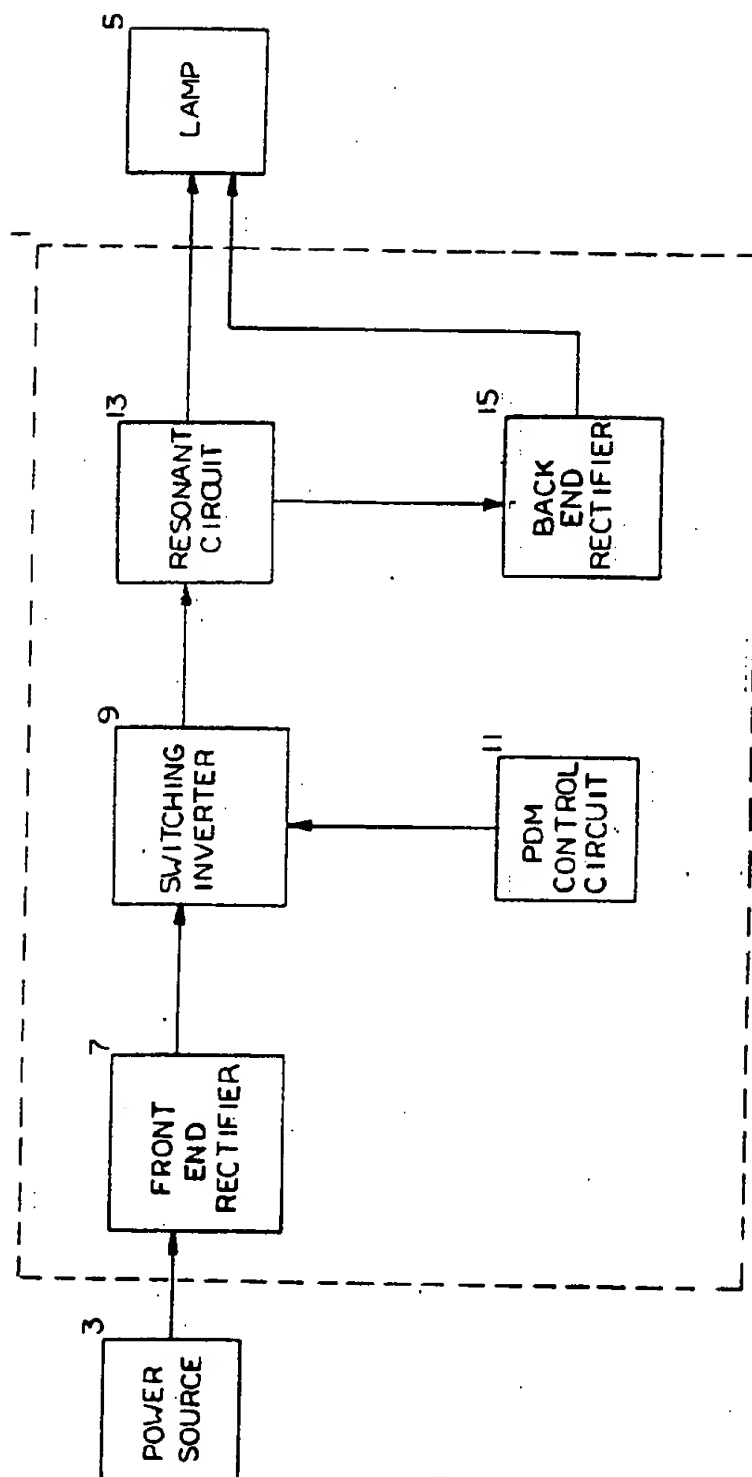 3
POWER
SOURCE
7
FRONT
END
RECTIFIER
9
SWITCHING
INVERTER
11
PDM
CONTROL
CIRCUIT
13
RESONANT
CIRCUIT
15
BACK
END
RECTIFIER
1
5
LAMP